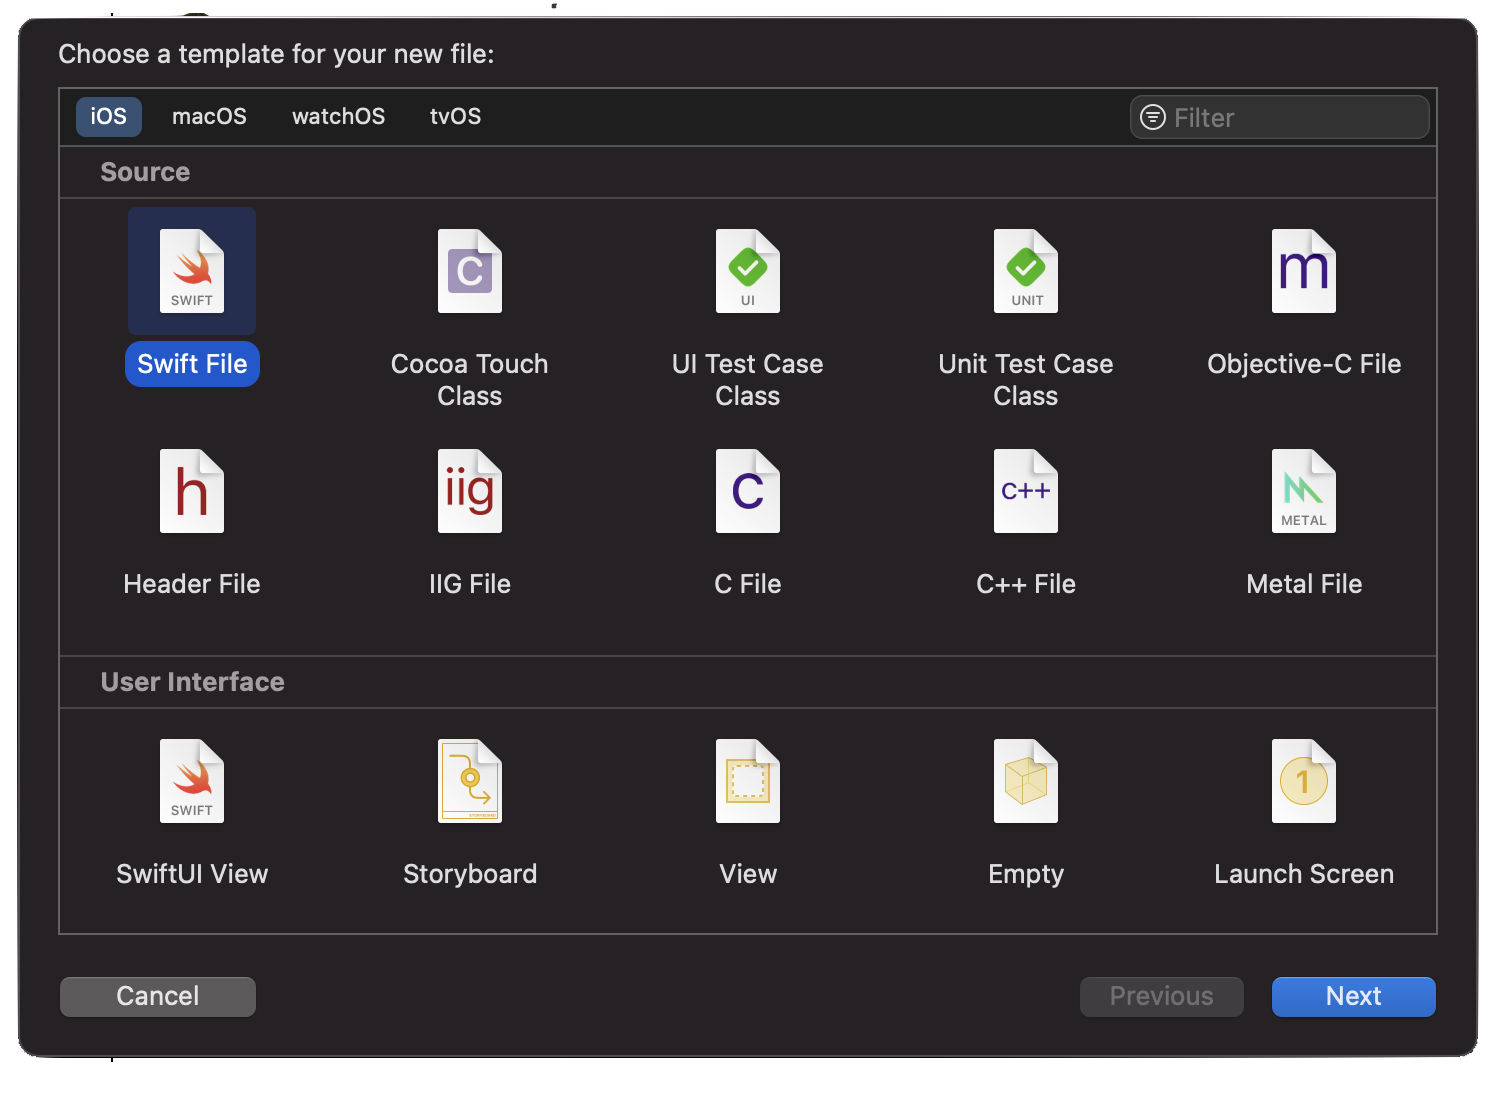 Choose a template for your new file:
iOS macOS watchOS tvOS Filter
Source
SWIFT C UI UNIT m
Swift File Cocoa Touch Class UI Test Case Class Unit Test Case Class Objective-C File
h iig C C++ METAL
Header File IIG File C File C++ File Metal File
User Interface
SWIFT 1
SwiftUI View Storyboard View Empty Launch Screen
Cancel Previous Next